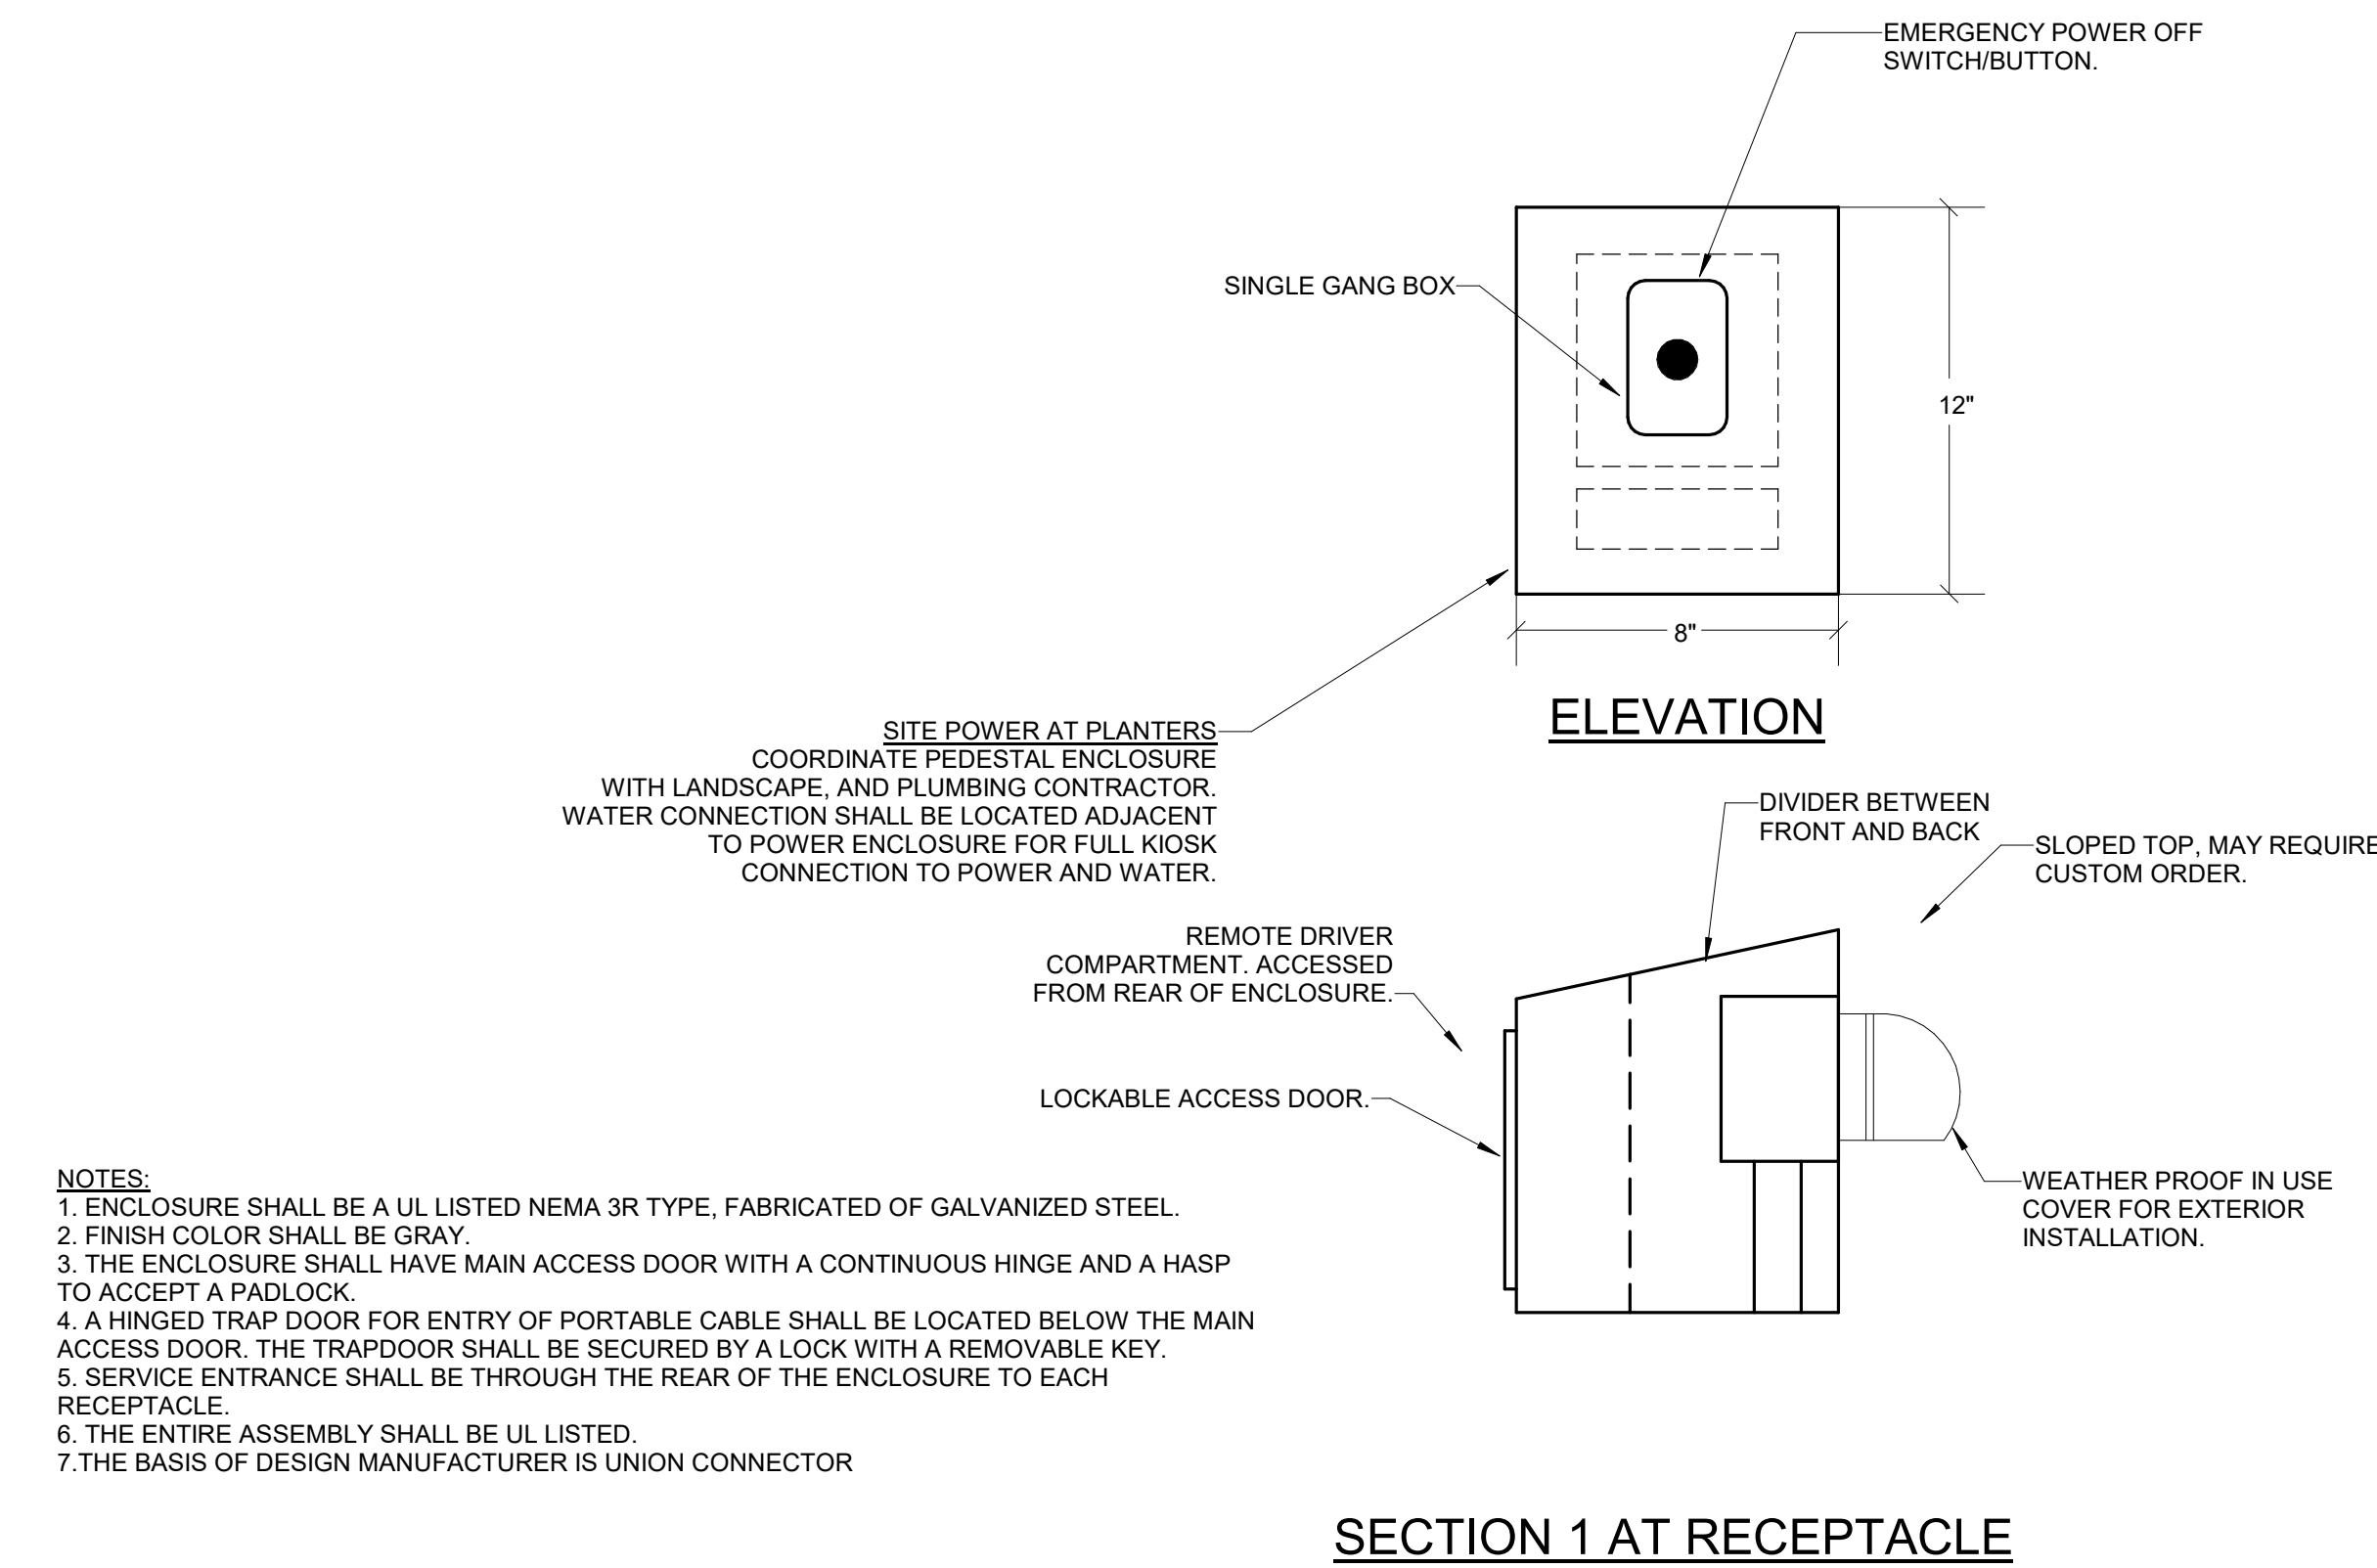 EMERGENCY POWER OFF
SWITCH/BUTTON.
SINGLE GANG BOX
12"
8"
ELEVATION
SITE POWER AT PLANTERS
COORDINATE PEDESTAL ENCLOSURE
WITH LANDSCAPE, AND PLUMBING CONTRACTOR.
WATER CONNECTION SHALL BE LOCATED ADJACENT
TO POWER ENCLOSURE FOR FULL KIOSK
CONNECTION TO POWER AND WATER.
DIVIDER BETWEEN
FRONT AND BACK
SLOPED TOP, MAY REQUIRE
CUSTOM ORDER.
REMOTE DRIVER
COMPARTMENT. ACCESSED
FROM REAR OF ENCLOSURE.
LOCKABLE ACCESS DOOR.
WEATHER PROOF IN USE
COVER FOR EXTERIOR
INSTALLATION.
NOTES:
1. ENCLOSURE SHALL BE A UL LISTED NEMA 3R TYPE, FABRICATED OF GALVANIZED STEEL.
2. FINISH COLOR SHALL BE GRAY.
3. THE ENCLOSURE SHALL HAVE MAIN ACCESS DOOR WITH A CONTINUOUS HINGE AND A HASP
TO ACCEPT A PADLOCK.
4. A HINGED TRAP DOOR FOR ENTRY OF PORTABLE CABLE SHALL BE LOCATED BELOW THE MAIN
ACCESS DOOR. THE TRAPDOOR SHALL BE SECURED BY A LOCK WITH A REMOVABLE KEY.
5. SERVICE ENTRANCE SHALL BE THROUGH THE REAR OF THE ENCLOSURE TO EACH
RECEPTACLE.
6. THE ENTIRE ASSEMBLY SHALL BE UL LISTED.
7.THE BASIS OF DESIGN MANUFACTURER IS UNION CONNECTOR
SECTION 1 AT RECEPTACLE